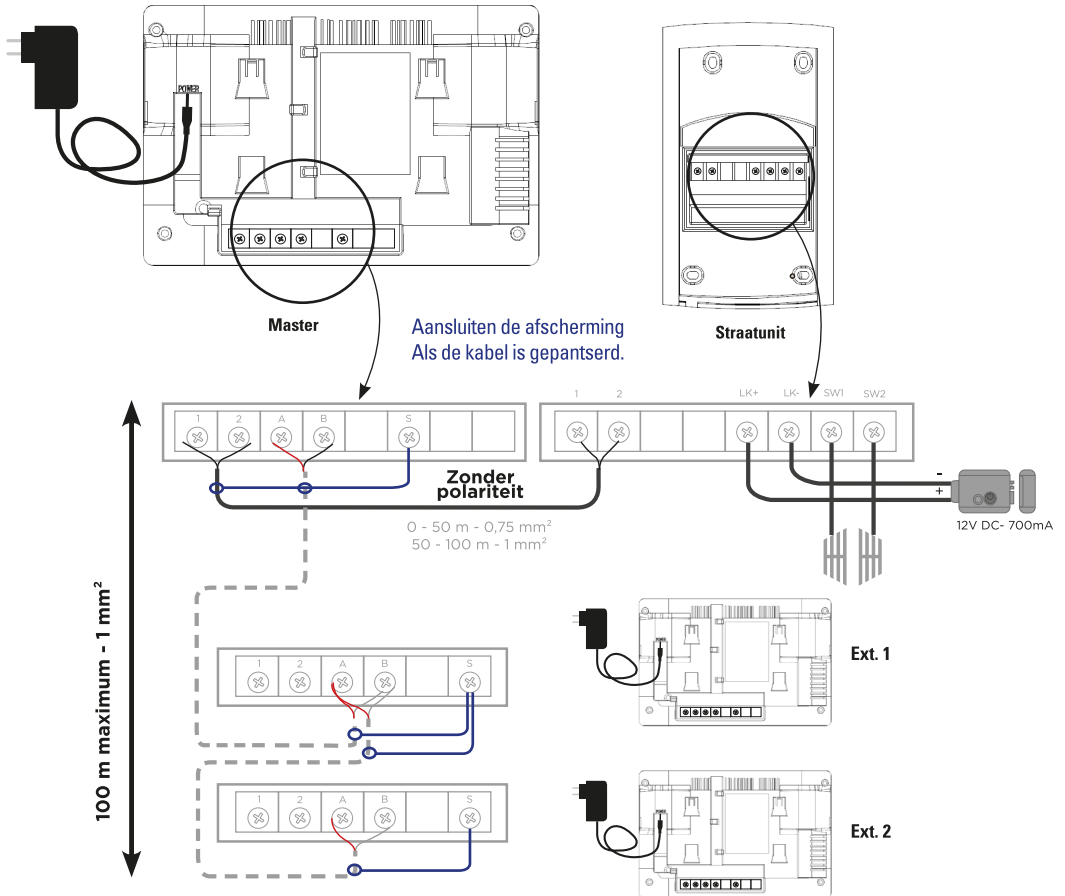 POWER
Master
Straatunit
Aansluiten de afscherming
Als de kabel is gepantserd.
1 2 A B S
1 2 LK+ LK- SW1 SW2
Zonder
polariteit
0 - 50 m - 0,75 mm²
50 - 100 m - 1 mm²
- 
+
12V DC- 700mA
100 m maximum - 1 mm²
1 2 A B S
POWER
Ext. 1
1 2 A B S
POWER
Ext. 2